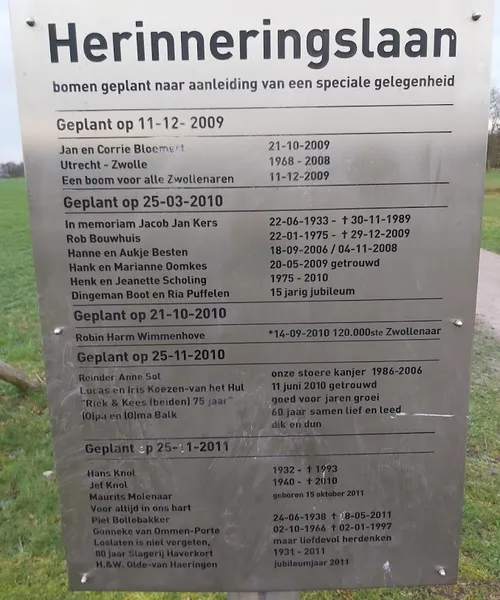 Herinneringslaan
bomen geplant naar aanleiding van een speciale gelegenheid
Geplant op 11-12- 2009
Jan en Corrie Bloemert 21-10-2009
Utrecht - Zwolle 1968 - 2008
Een boom voor alle Zwollenaren 11-12-2009
Geplant op 25-03-2010
In memoriam Jacob Jan Kers 22-06-1933 - † 30-11-1989
Rob Bouwhuis 22-01-1975 - † 29-12-2009
Hanne en Aukje Besten 18-09-2006 / 04-11-2008
Hank en Marianne Oomkes 20-05-2009 getrouwd
Henk en Jeanette Scholing 1975 - 2010
Dingeman Boot en Ria Puffelen 15 jarig jubileum
Geplant op 21-10-2010
Robin Harm Wimmenhove *14-09-2010 120.000ste Zwollenaar
Geplant op 25-11-2010
Reinder Anne Sol onze stoere kanjer 1986-2006
Lucas en Iris Koezen-van het Hul 11 juni 2010 getrouwd
"Riek & Kees (beiden) 75 jaar" goed voor jaren groei
(O)pa en (O)ma Balk 60 jaar samen lief en leed
dik en dun
Geplant op 25-11-2011
Hans Knol 1932 - † 1993
Jef Knol 1940 - † 2010
Maurits Molenaar geboren 15 oktober 2011
Voor altijd in ons hart
Piet Bollebakker 24-06-1938 † 18-05-2011
Gonneke van Ommen-Porte 02-10-1966 † 02-01-1997
Loslaten is niet vergeten, maar liefdevol herdenken
80 jaar Slagerij Haverkort 1931 - 2011
H.&W. Olde-van Haeringen jubileumjaar 2011